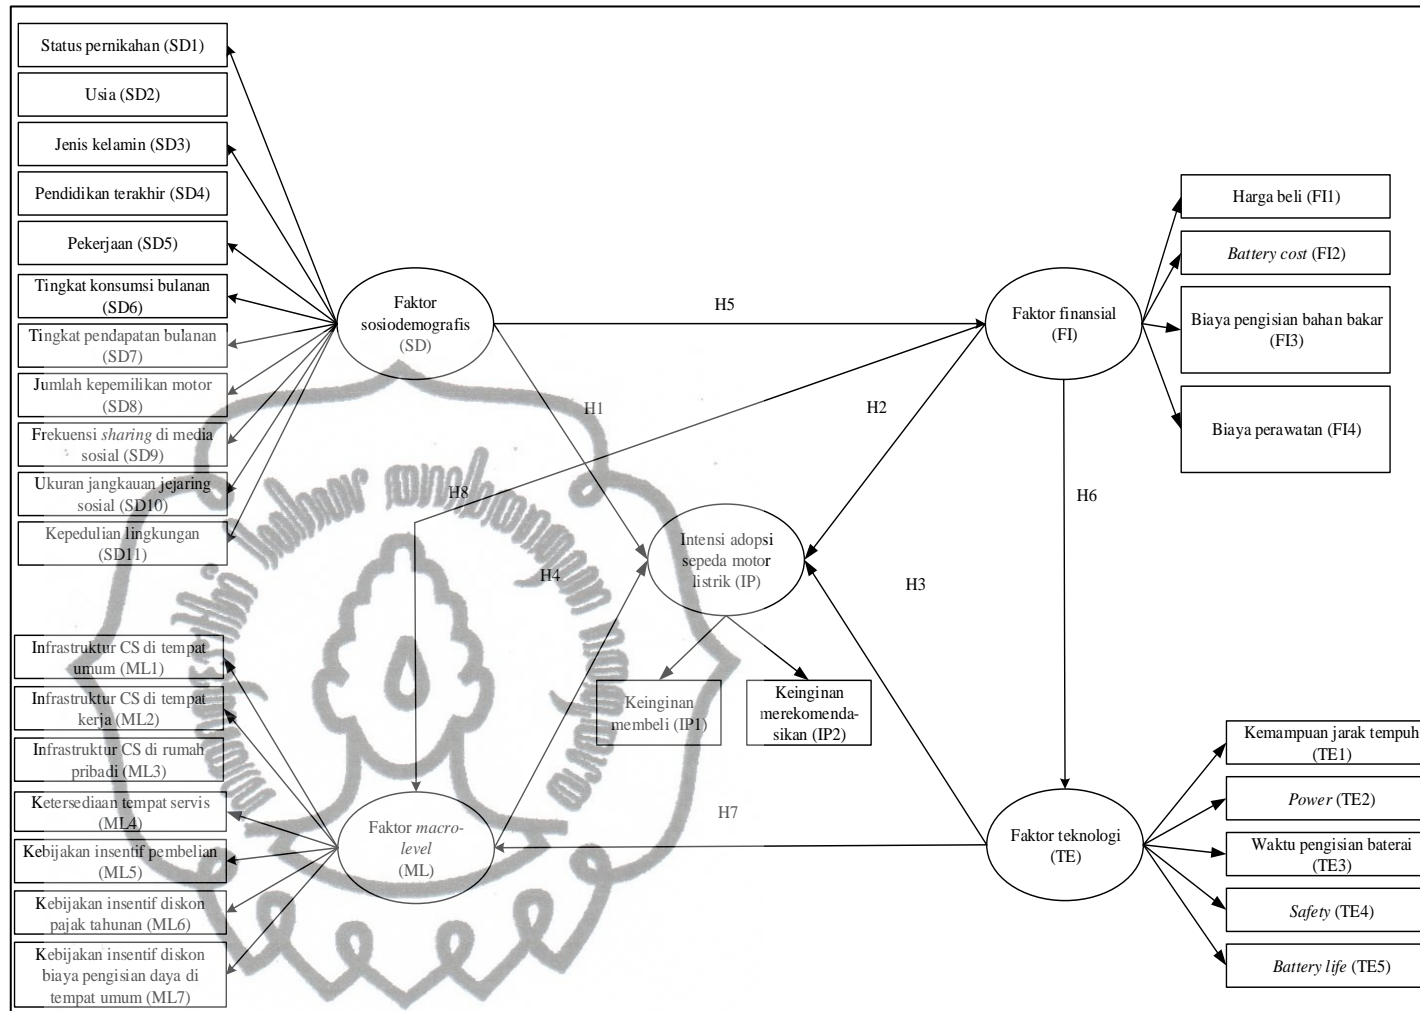 Status pernikahan (SD1)
Usia (SD2)
Jenis kelamin (SD3)
Pendidikan terakhir (SD4)
Pekerjaan (SD5)
Tingkat konsumsi bulanan
(SD6)
Tingkat pendapatan bulanan
(SD7)
Jumlah kepemilikan motor
(SD8)
Frekuensi sharing di media
sosial (SD9)
Ukuran jangkauan jejaring
sosial (SD10)
Kepedulian lingkungan
(SD11)
Faktor
sosiodemografis
(SD)
H5
Faktor finansial
(FI)
Harga beli (FI1)
Battery cost (FI2)
Biaya pengisian bahan bakar
(FI3)
Biaya perawatan (FI4)
H1
H2
H8
H6
Intensi adopsi
sepeda motor
listrik (IP)
H4
H3
Keinginan
membeli (IP1)
Keinginan
merekomenda-
sikan (IP2)
Infrastruktur CS di tempat
umum (ML1)
Infrastruktur CS di tempat
kerja (ML2)
Infrastruktur CS di rumah
pribadi (ML3)
Ketersediaan tempat servis
(ML4)
Kebijakan insentif pembelian
(ML5)
Kebijakan insentif diskon
pajak tahunan (ML6)
Kebijakan insentif diskon
biaya pengisian daya di
tempat umum (ML7)
Faktor macro-
level
(ML)
H7
Faktor teknologi
(TE)
Kemampuan jarak tempuh
(TE1)
Power (TE2)
Waktu pengisian baterai
(TE3)
Safety (TE4)
Battery life (TE5)